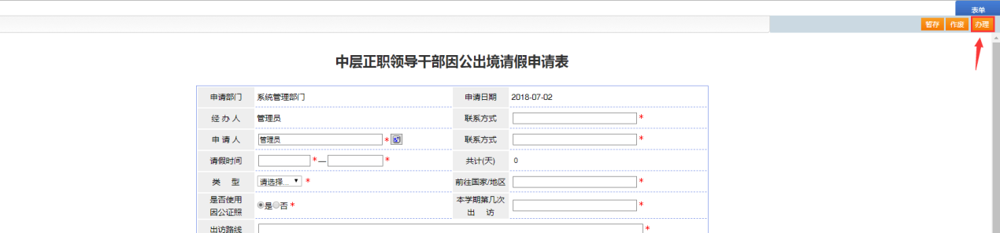 表单
暂存 作废 办理
中层正职领导干部因公出境请假申请表
申请部门 系统管理部门 申请日期 2018-07-02
经 办 人 管理员 联系方式 *
申 请 人 管理员 * 联系方式 *
请假时间 *— * 共计(天) 0
类 型 请选择... * 前往国家/地区 *
是否使用 本学期第几次
因公证照 是 否 * 出 访 *
出访路线 *